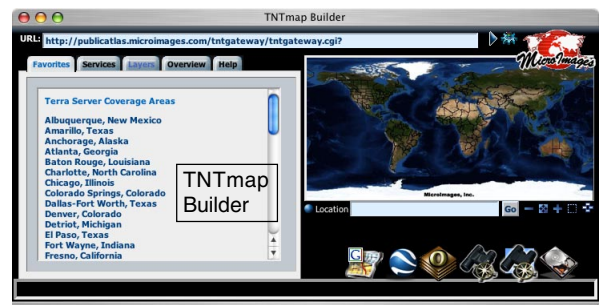 TNTmap Builder
URL: http://publicatlas.microimages.com/tntgateway/tntgateway.cgi?
MicroImages
Favorites Services Layers Overview Help
Terra Server Coverage Areas
Albuquerque, New Mexico
Amarillo, Texas
Anchorage, Alaska
Atlanta, Georgia
Baton Rouge, Louisiana
Charlotte, North Carolina
Chicago, Illinois
Colorado Springs, Colorado
Dallas-Fort Worth, Texas
Denver, Colorado
Detriot, Michigan
El Paso, Texas
Fort Wayne, Indiana
Fresno, California
TNTmap
Builder
MicroImages, Inc.
Location Go
G
O